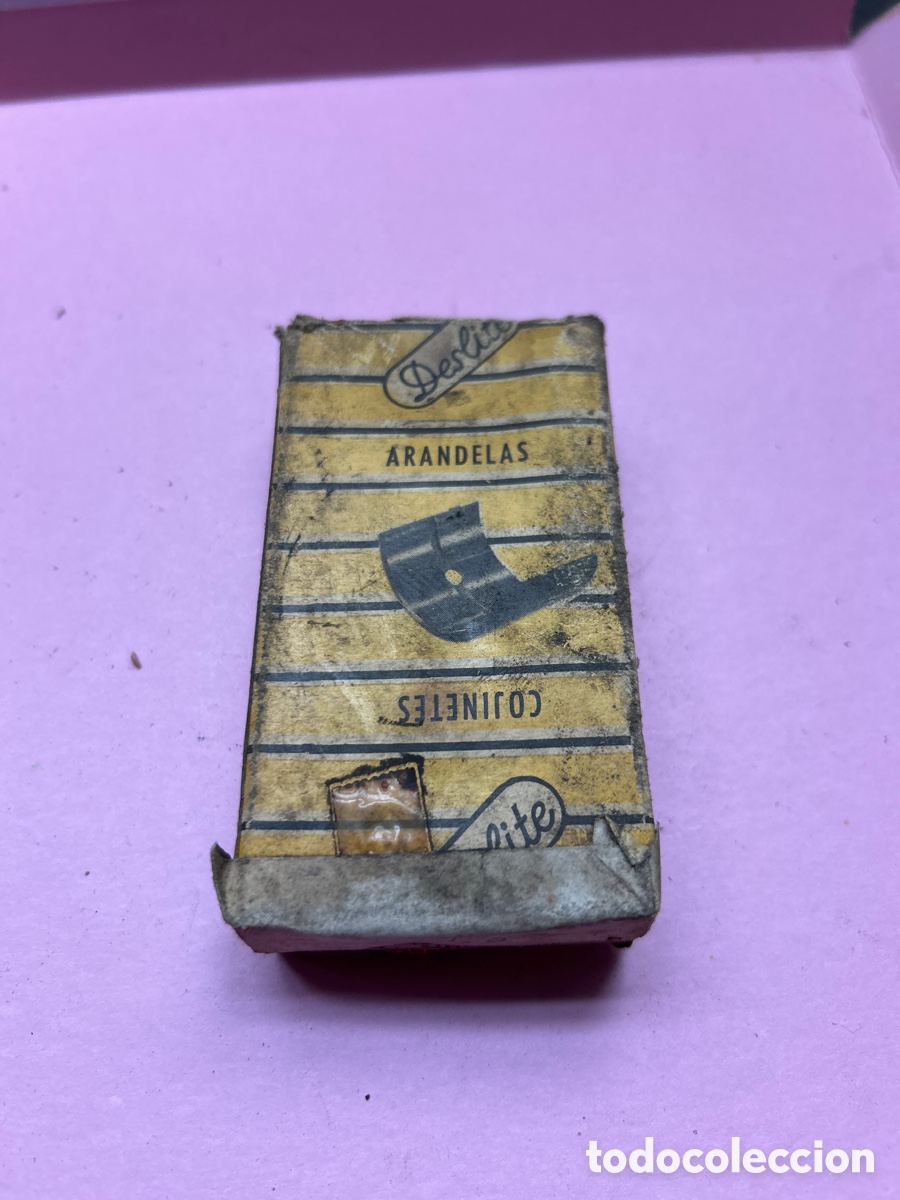 Deslite
ARANDELAS
COJINETES
lite
todocoleccion